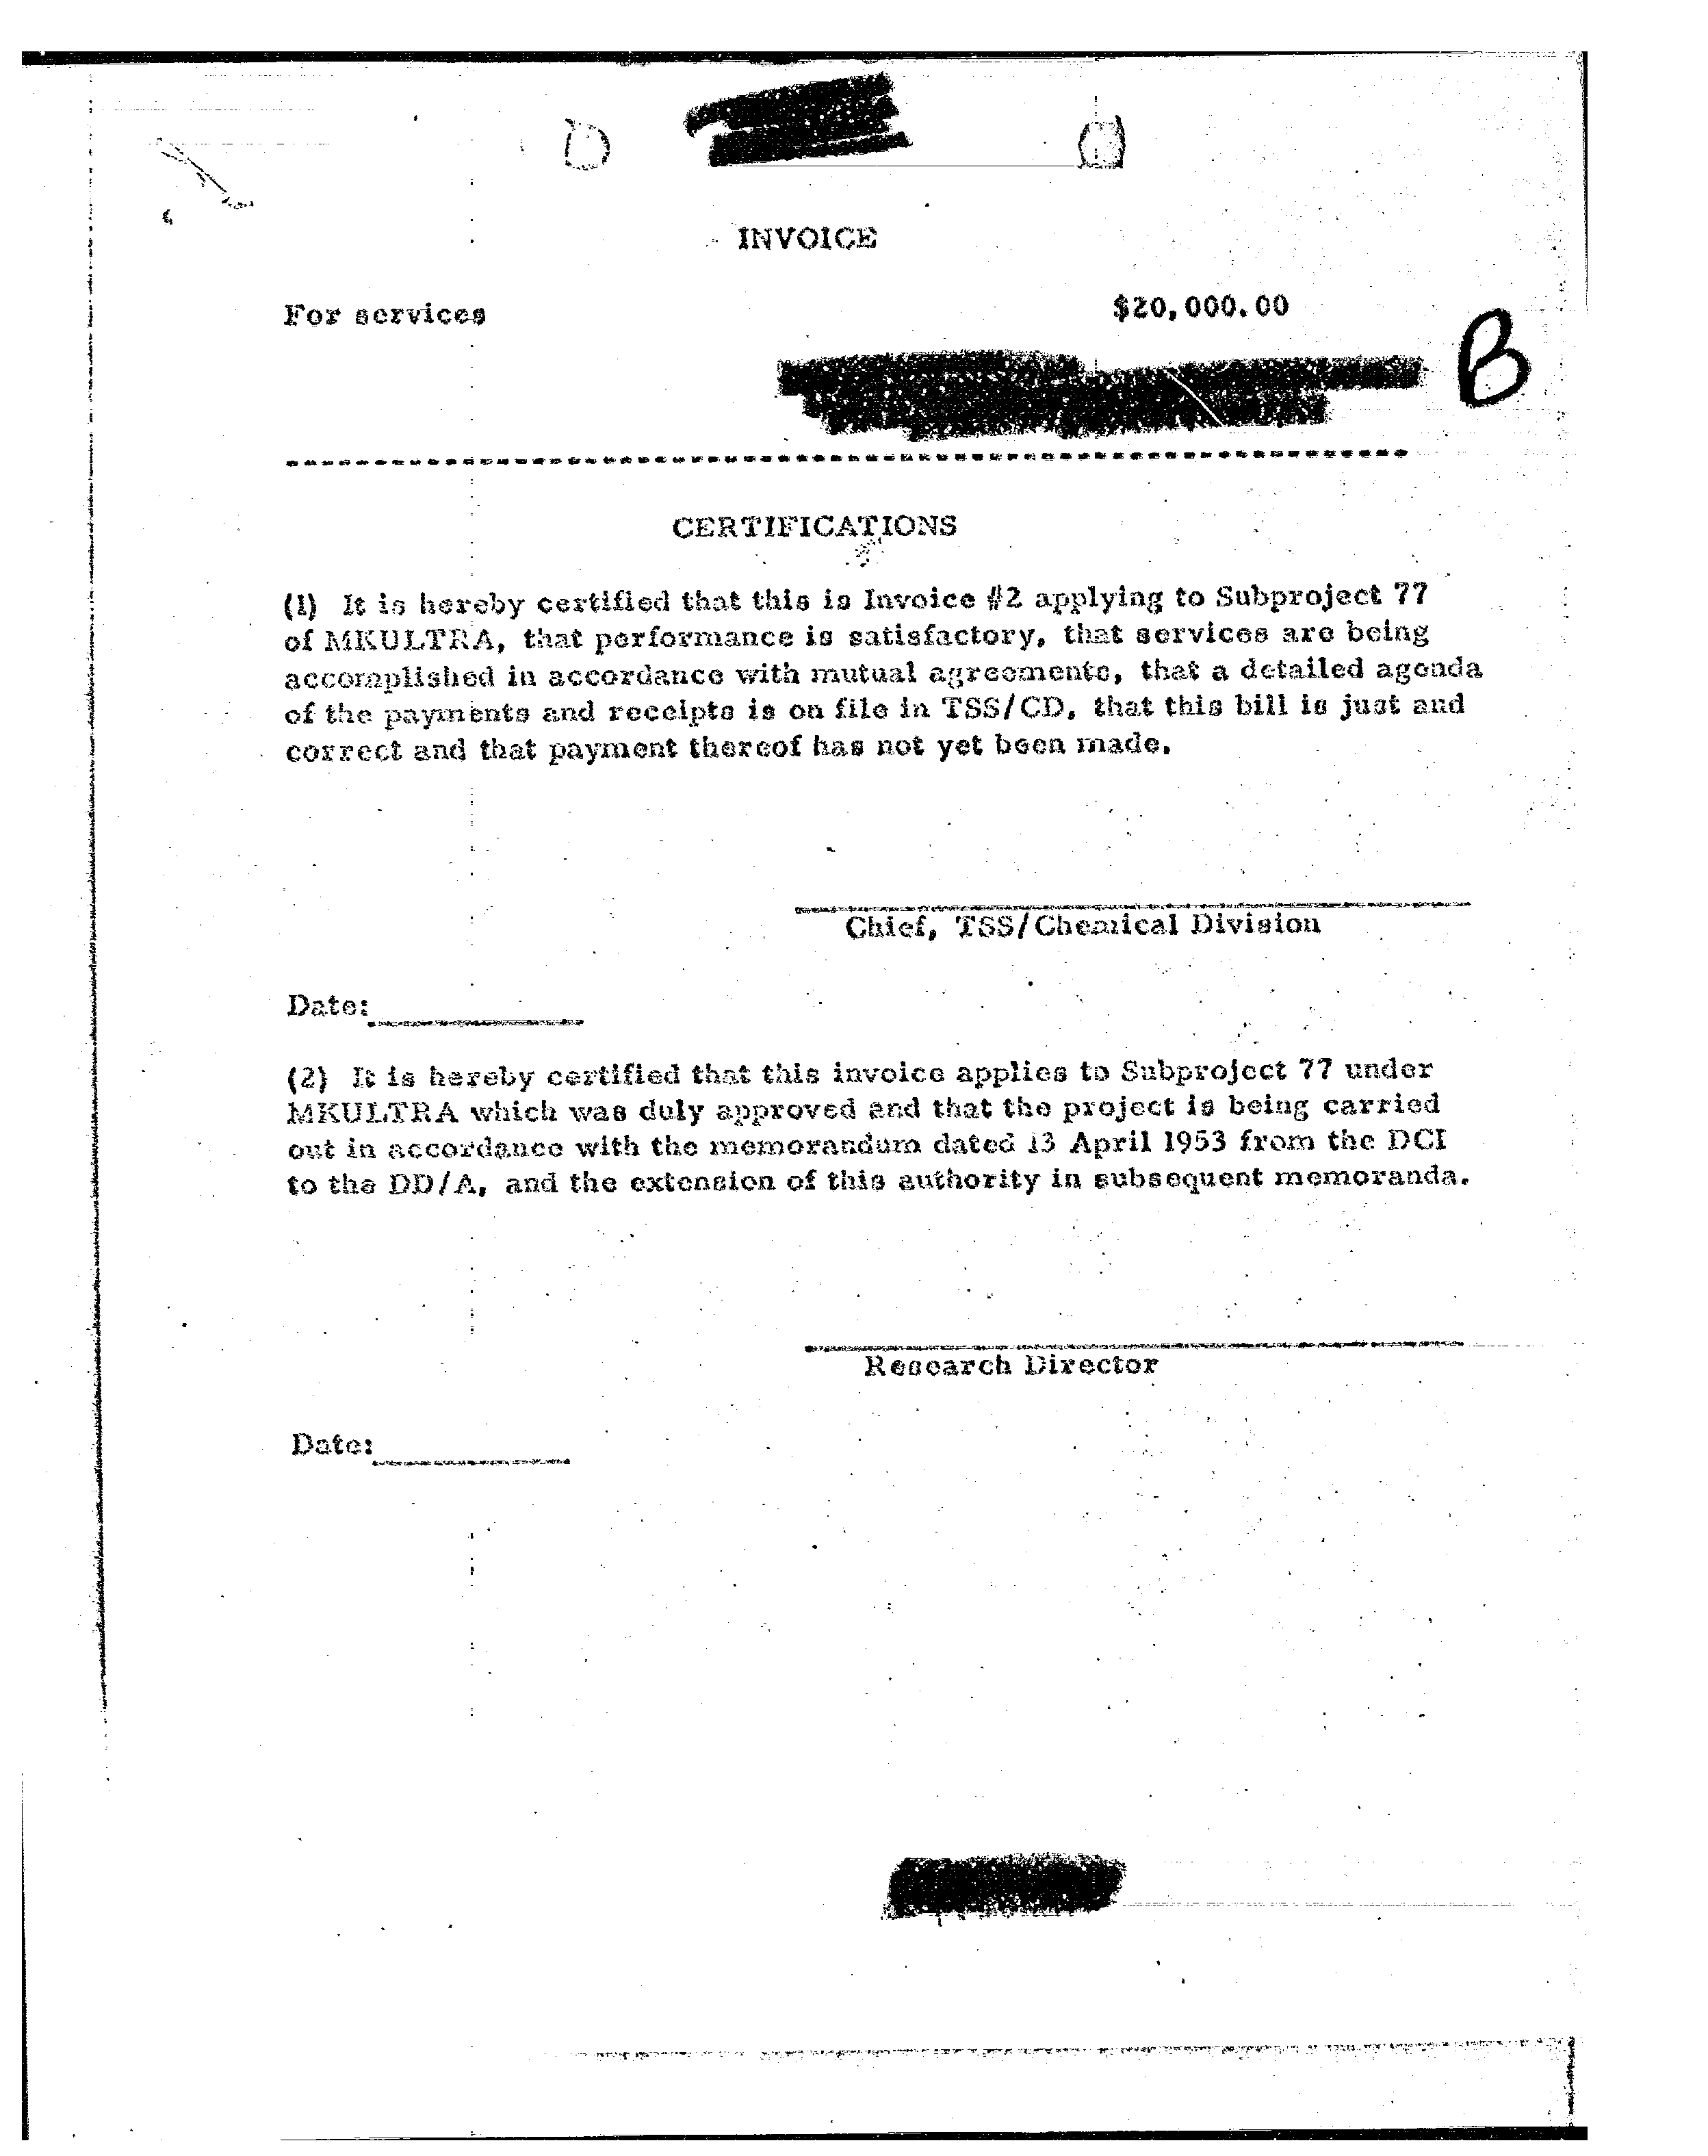 INVOICE
For services $20,000.00
B
CERTIFICATIONS
(1) It is hereby certified that this is Invoice #2 applying to Subproject 77
of MKULTRA, that performance is satisfactory, that services are being
accomplished in accordance with mutual agreements, that a detailed agenda
of the payments and receipts is on file in TSS/CD, that this bill is just and
correct and that payment thereof has not yet been made.
Chief, TSS/Chemical Division
Date:
(2) It is hereby certified that this invoice applies to Subproject 77 under
MKULTRA which was duly approved and that the project is being carried
out in accordance with the memorandum dated 13 April 1953 from the DCI
to the DD/A, and the extension of this authority in subsequent memoranda.
Research Director
Date: